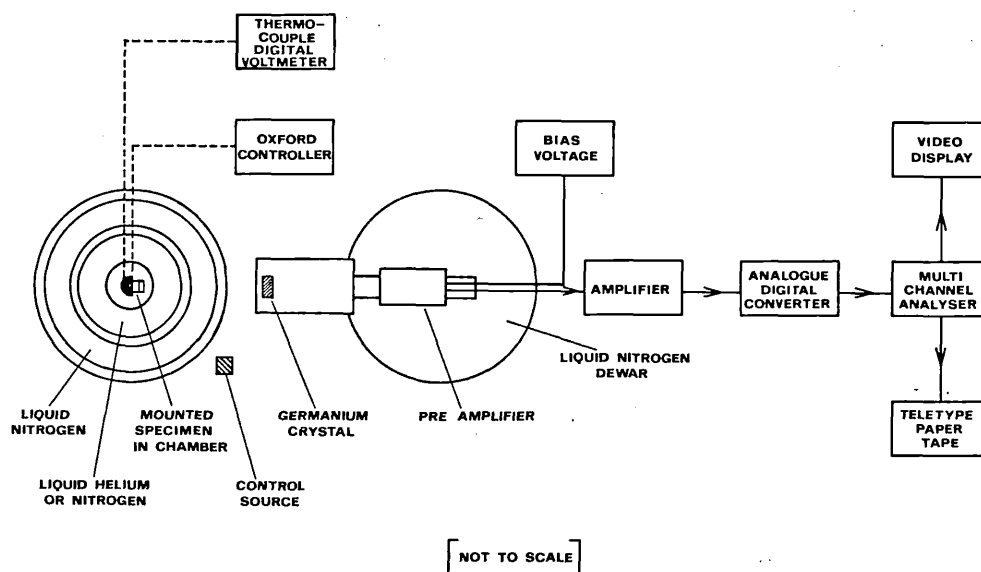 THERMO-
COUPLE
DIGITAL
VOLTMETER
OXFORD
CONTROLLER
BIAS
VOLTAGE
VIDEO
DISPLAY
AMPLIFIER
ANALOGUE
DIGITAL
CONVERTER
MULTI
CHANNEL
ANALYSER
LIQUID NITROGEN
DEWAR
LIQUID
NITROGEN
MOUNTED
SPECIMEN
IN CHAMBER
GERMANIUM
CRYSTAL
PRE AMPLIFIER
TELETYPE
PAPER
TAPE
LIQUID HELIUM
OR NITROGEN
CONTROL
SOURCE
[NOT TO SCALE]